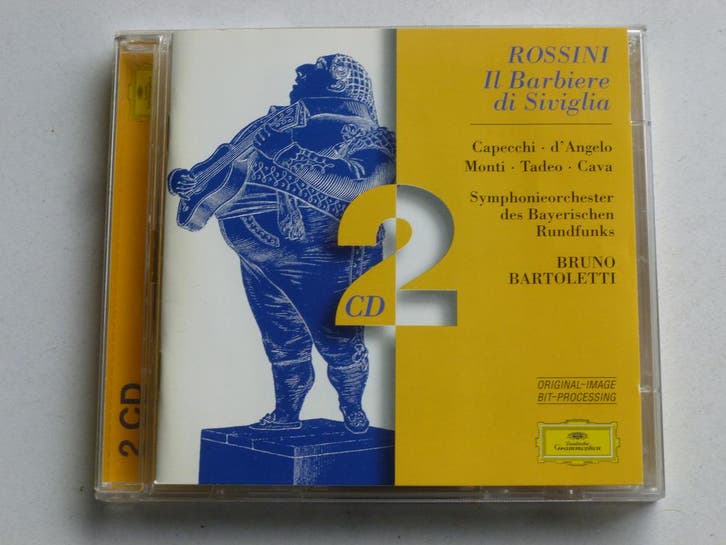 ROSSINI
Il Barbiere
di Siviglia
Capecchi · d'Angelo
Monti · Tadeo · Cava
Symphonieorchester
des Bayerischen
Rundfunks
BRUNO
BARTOLETTI
2
CD
ORIGINAL–IMAGE
BIT–PROCESSING
Deutsche
Grammophon
2 CD